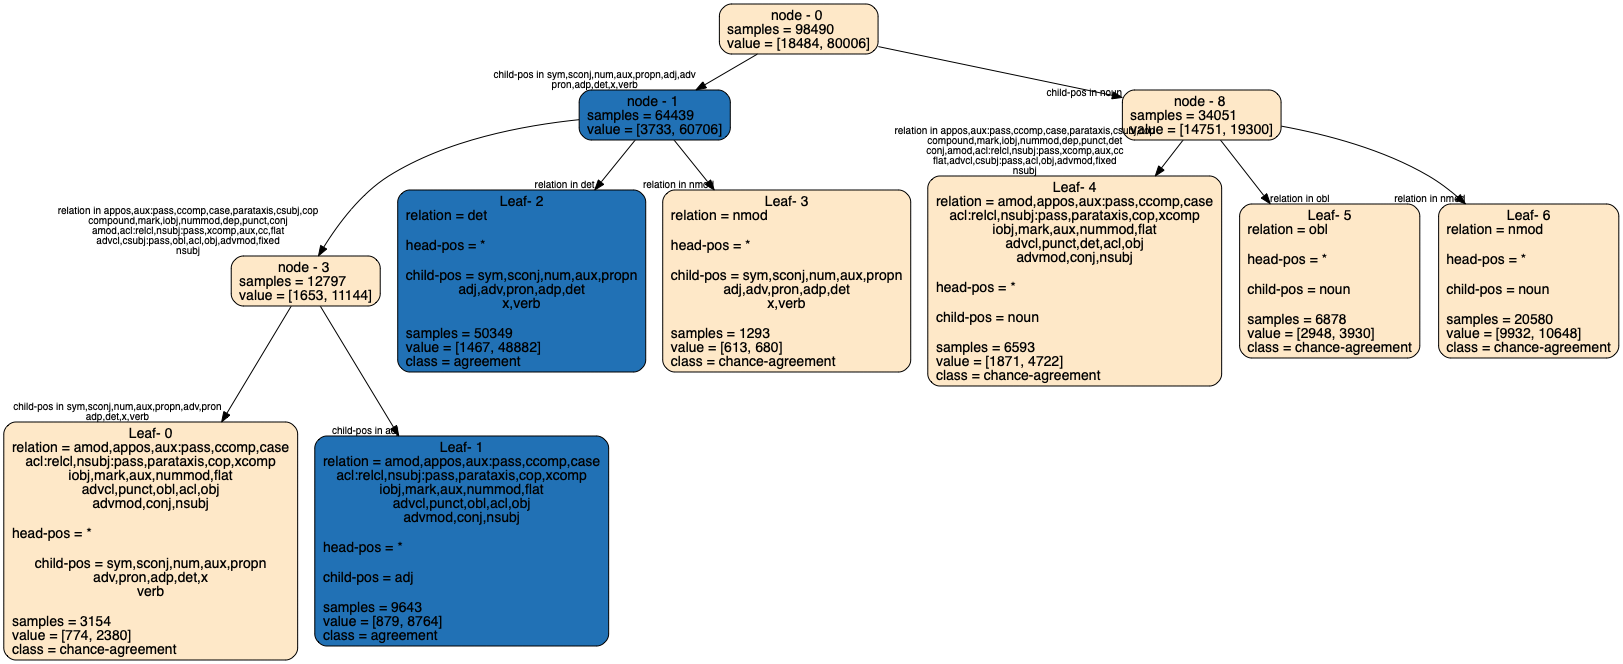 node - 0
samples = 98490
value = [18484, 80006]
child-pos in sym,sconj,num,aux,propn,adj,adv
pron,adp,det,x,verb
node - 1
samples = 64439
value = [3733, 60706]
child-pos in noun
node - 8
samples = 34051
value = [14751, 19300]
relation in appos,aux:pass,ccomp,case,parataxis,csubj,cop
compound,mark,iobj,nummod,dep,punct,conj
amod,acl:relcl,nsubj:pass,xcomp,aux,cc,flat
advcl,csubj:pass,obl,acl,obj,advmod,fixed
nsubj
node - 3
samples = 12797
value = [1653, 11144]
relation in det
Leaf- 2
relation = det
head-pos = *
child-pos = sym,sconj,num,aux,propn
adj,adv,pron,adp,det
x,verb
samples = 50349
value = [1467, 48882]
class = agreement
relation in nmod
Leaf- 3
relation = nmod
head-pos = *
child-pos = sym,sconj,num,aux,propn
adj,adv,pron,adp,det
x,verb
samples = 1293
value = [613, 680]
class = chance-agreement
relation in appos,aux:pass,ccomp,case,parataxis,csubj,cop
compound,mark,iobj,nummod,dep,punct,det
conj,amod,acl:relcl,nsubj:pass,xcomp,aux,cc
flat,advcl,csubj:pass,acl,obj,advmod,fixed
nsubj
Leaf- 4
relation = amod,appos,aux:pass,ccomp,case
acl:relcl,nsubj:pass,parataxis,cop,xcomp
iobj,mark,aux,nummod,flat
advcl,punct,det,acl,obj
advmod,conj,nsubj
head-pos = *
child-pos = noun
samples = 6593
value = [1871, 4722]
class = chance-agreement
relation in obl
Leaf- 5
relation = obl
head-pos = *
child-pos = noun
samples = 6878
value = [2948, 3930]
class = chance-agreement
relation in nmod
Leaf- 6
relation = nmod
head-pos = *
child-pos = noun
samples = 20580
value = [9932, 10648]
class = chance-agreement
child-pos in sym,sconj,num,aux,propn,adv,pron
adp,det,x,verb
Leaf- 0
relation = amod,appos,aux:pass,ccomp,case
acl:relcl,nsubj:pass,parataxis,cop,xcomp
iobj,mark,aux,nummod,flat
advcl,punct,obl,acl,obj
advmod,conj,nsubj
head-pos = *
child-pos = sym,sconj,num,aux,propn
adv,pron,adp,det,x
verb
samples = 3154
value = [774, 2380]
class = chance-agreement
child-pos in adj
Leaf- 1
relation = amod,appos,aux:pass,ccomp,case
acl:relcl,nsubj:pass,parataxis,cop,xcomp
iobj,mark,aux,nummod,flat
advcl,punct,obl,acl,obj
advmod,conj,nsubj
head-pos = *
child-pos = adj
samples = 9643
value = [879, 8764]
class = agreement